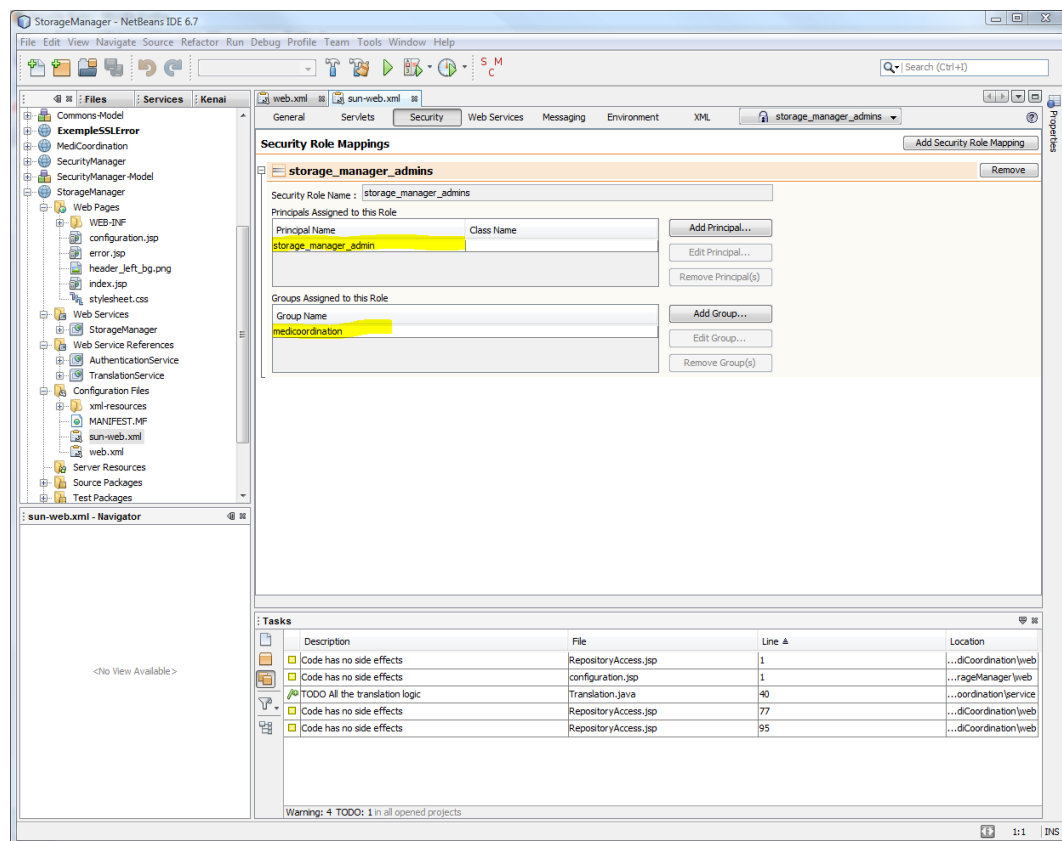 StorageManager - NetBeans IDE 6.7
File Edit View Navigate Source Refactor Run Debug Profile Team Tools Window Help
S M
C
Search (Ctrl+I)
Files Services Kenai
Commons-Model
ExempleSSLError
MediCoordination
SecurityManager
SecurityManager-Model
StorageManager
Web Pages
WEB-INF
configuration.jsp
error.jsp
header_left_bg.png
index.jsp
stylesheet.css
Web Services
StorageManager
Web Service References
AuthenticationService
TranslationService
Configuration Files
xml-resources
MANIFEST.MF
sun-web.xml
web.xml
Server Resources
Source Packages
Test Packages
sun-web.xml - Navigator
<No View Available>
web.xml sun-web.xml
General Servlets Security Web Services Messaging Environment XML storage_manager_admins
Security Role Mappings Add Security Role Mapping
storage_manager_admins Remove
Security Role Name : storage_manager_admins
Principals Assigned to this Role
Principal Name Class Name Add Principal...
storage_manager_admin
Edit Principal...
Remove Principal(s)
Groups Assigned to this Role
Group Name Add Group...
medicoordination
Edit Group...
Remove Group(s)
Properties
Tasks
Description File Line Location
Code has no side effects RepositoryAccess.jsp 1 ...diCoordination\web
Code has no side effects configuration.jsp 1 ...rageManager\web
TODO All the translation logic Translation.java 40 ...oordination\service
Code has no side effects RepositoryAccess.jsp 77 ...diCoordination\web
Code has no side effects RepositoryAccess.jsp 95 ...diCoordination\web
Warning: 4 TODO: 1 in all opened projects
1:1 INS